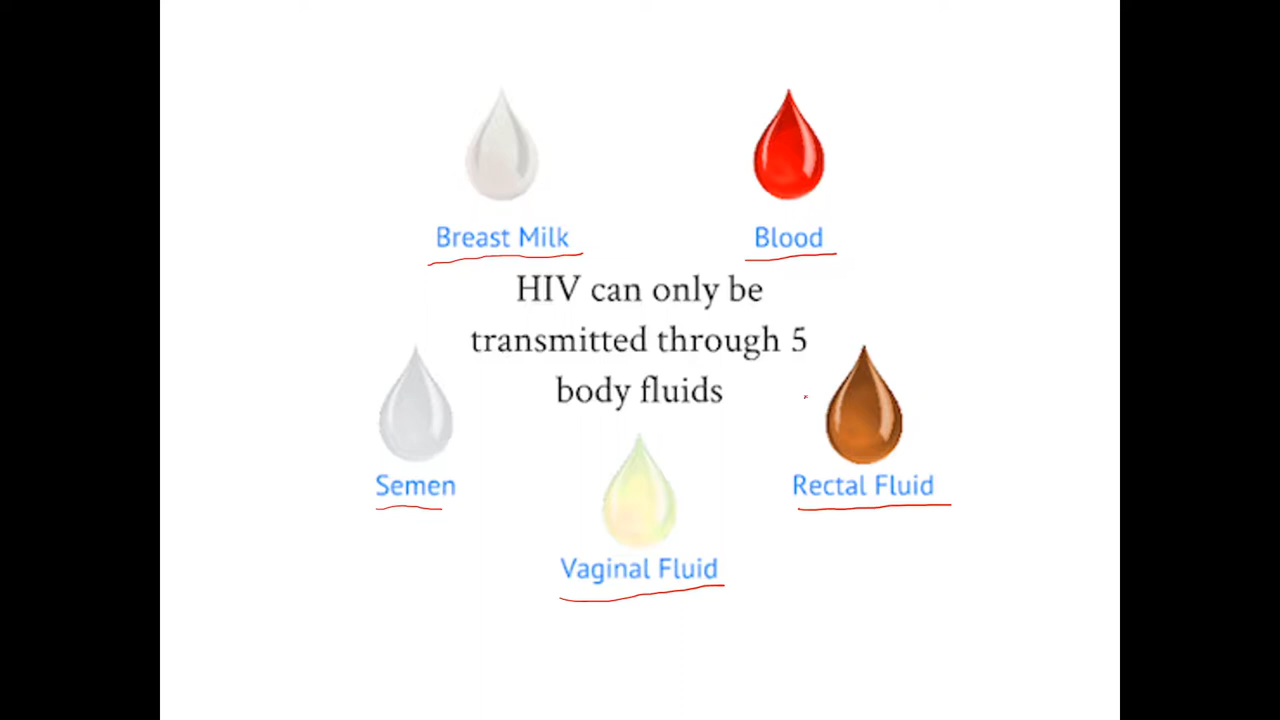 Breast Milk
Blood
HIV can only be
transmitted through 5
body fluids
Semen
Rectal Fluid
Vaginal Fluid